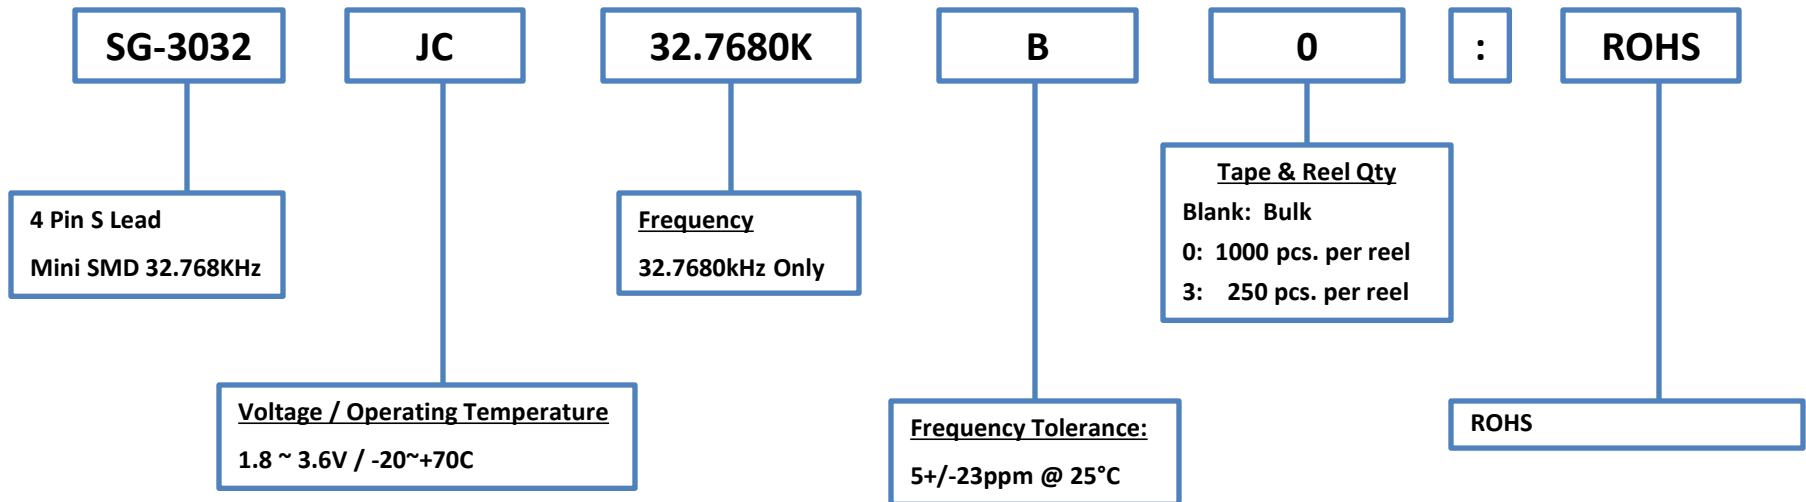 SG-3032 JC 32.7680K B 0 : ROHS
4 Pin S Lead
Mini SMD 32.768KHz
Voltage / Operating Temperature
1.8 ~ 3.6V / -20~+70C
Frequency
32.7680kHz Only
Frequency Tolerance:
5+/-23ppm @ 25°C
Tape & Reel Qty
Blank: Bulk
0: 1000 pcs. per reel
3: 250 pcs. per reel
ROHS